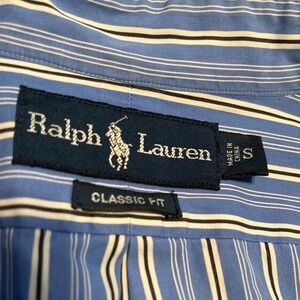 Ralph Lauren
MADE IN
CHINA
S
CLASSIC FIT